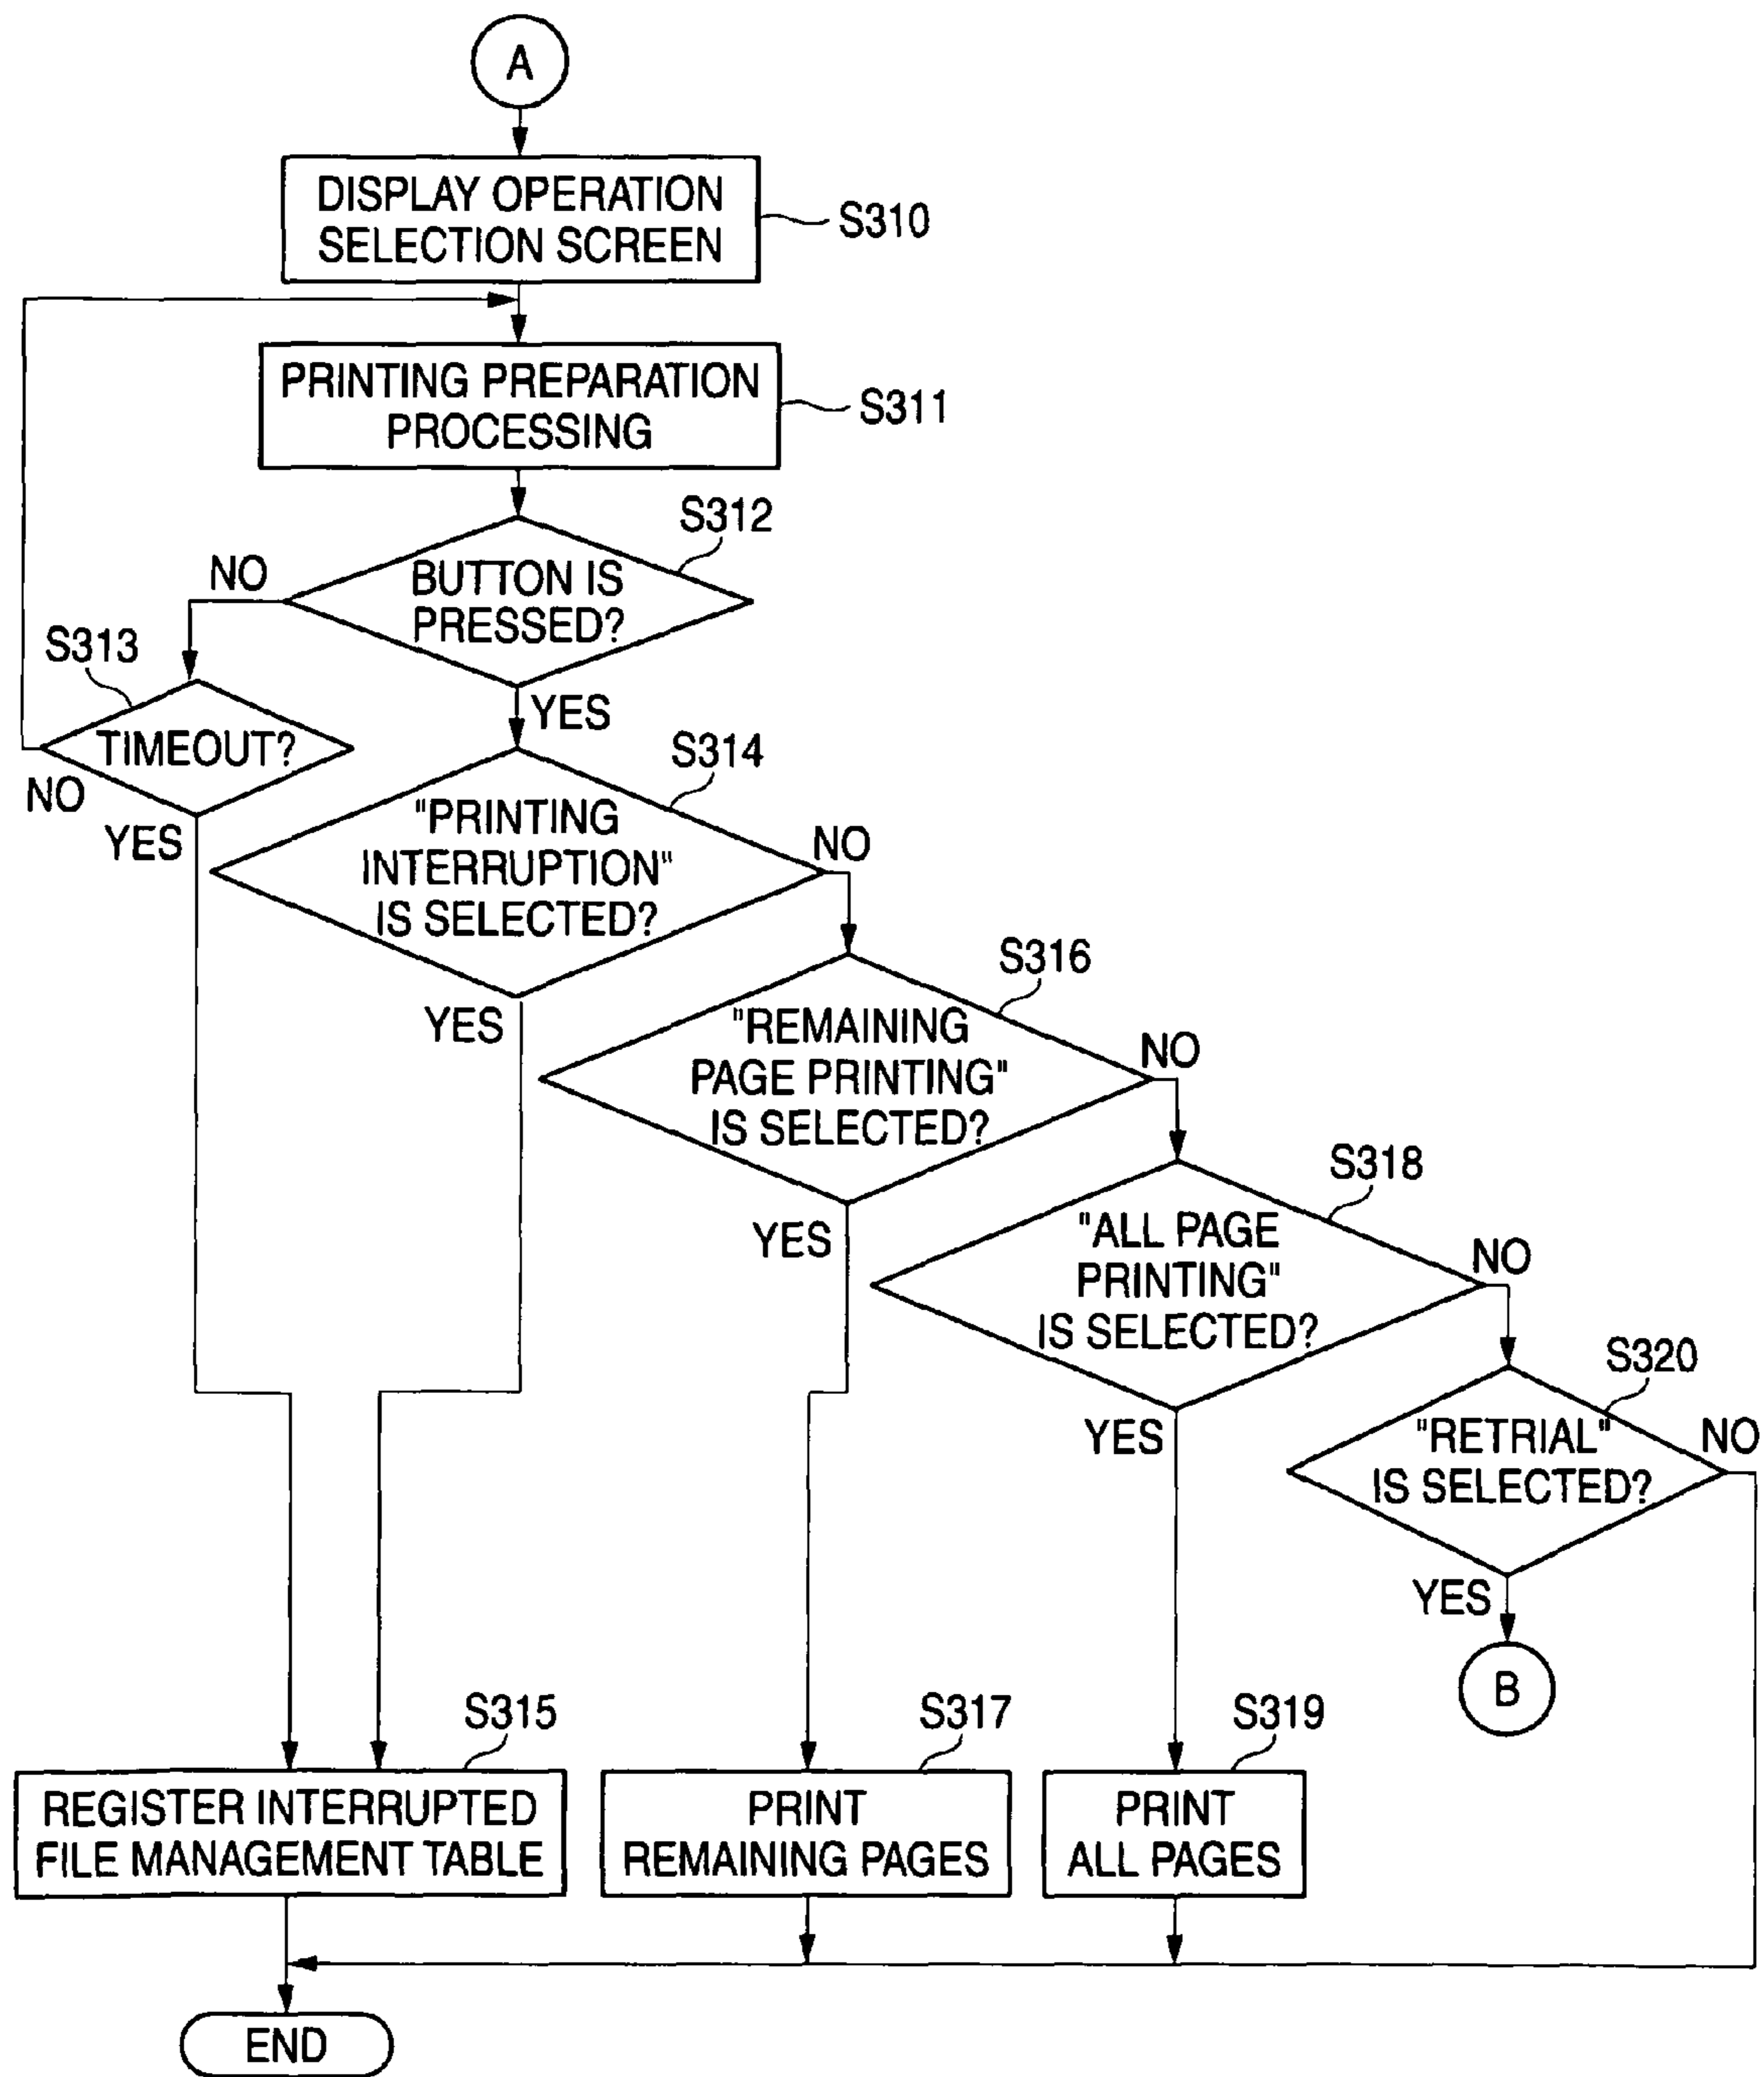 A
DISPLAY OPERATION
SELECTION SCREEN
S310
PRINTING PREPARATION
PROCESSING
S311
S312
NO
BUTTON IS
PRESSED?
S313
YES
TIMEOUT?
NO
YES
S314
"PRINTING
INTERRUPTION"
IS SELECTED?
NO
YES
S316
"REMAINING
PAGE PRINTING"
IS SELECTED?
NO
YES
S318
"ALL PAGE
PRINTING"
IS SELECTED?
NO
YES
S320
"RETRIAL"
IS SELECTED?
NO
YES
B
S315
REGISTER INTERRUPTED
FILE MANAGEMENT TABLE
S317
PRINT
REMAINING PAGES
S319
PRINT
ALL PAGES
END